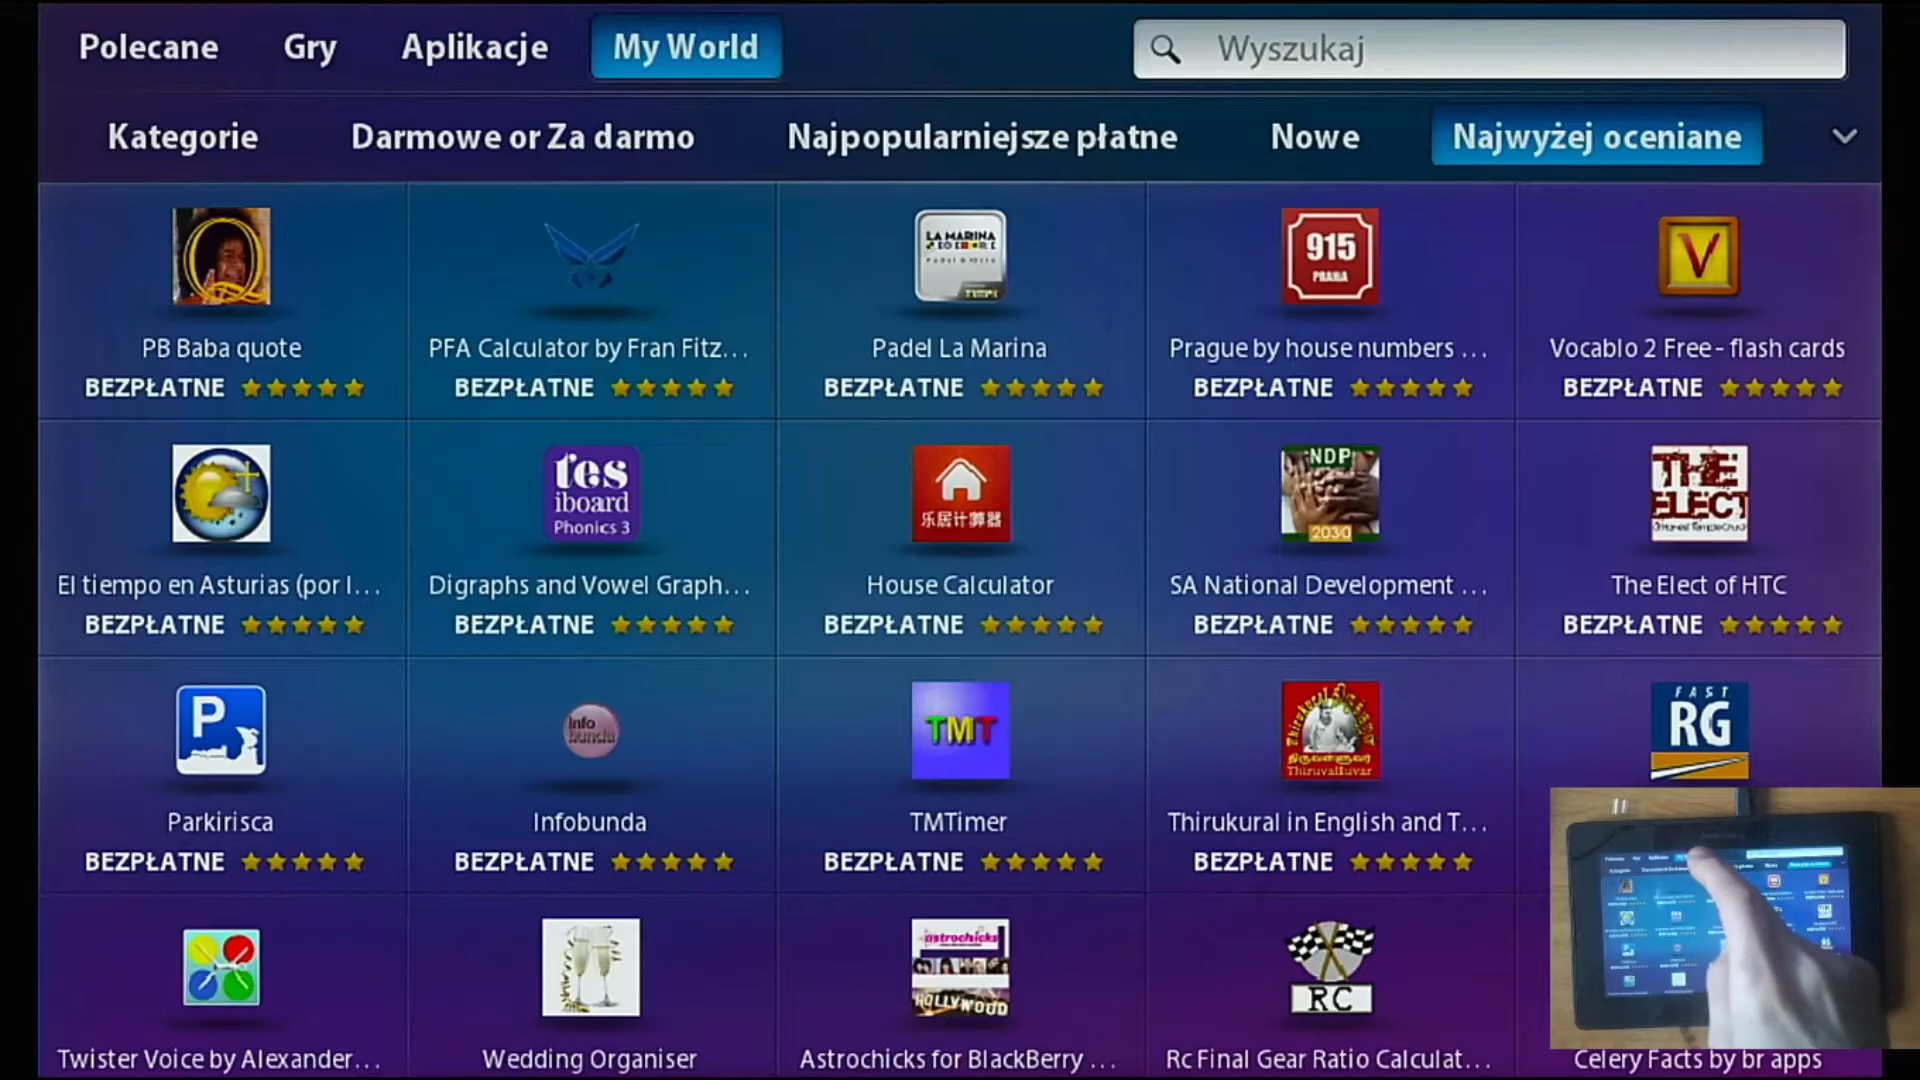 Polecane Gry Aplikacje My World Wyszukaj
Kategorie Darmowe or Za darmo Najpopularniejsze płatne Nowe Najwyżej oceniane
LA MARINA
915
PRAHA
V
PB Baba quote
PFA Calculator by Fran Fitz...
Padel La Marina
Prague by house numbers ...
Vocablo 2 Free - flash cards
BEZPŁATNE
BEZPŁATNE
BEZPŁATNE
BEZPŁATNE
BEZPŁATNE
tes
iboard
Phonics 3
乐居计算器
NDP
2030
THE
ELECT
El tiempo en Asturias (por I...
Digraphs and Vowel Graph...
House Calculator
SA National Development ...
The Elect of HTC
BEZPŁATNE
BEZPŁATNE
BEZPŁATNE
BEZPŁATNE
BEZPŁATNE
P
Info
bunda
TMT
திருவள்ளுவர்
Thiruvalluvar
FAST
RG
Parkirisca
Infobunda
TMTimer
Thirukural in English and T...
BEZPŁATNE
BEZPŁATNE
BEZPŁATNE
BEZPŁATNE
astrochicks
HOLLYWOOD
RC
Twister Voice by Alexander...
Wedding Organiser
Astrochicks for BlackBerry ...
Rc Final Gear Ratio Calculat...
Celery Facts by br apps